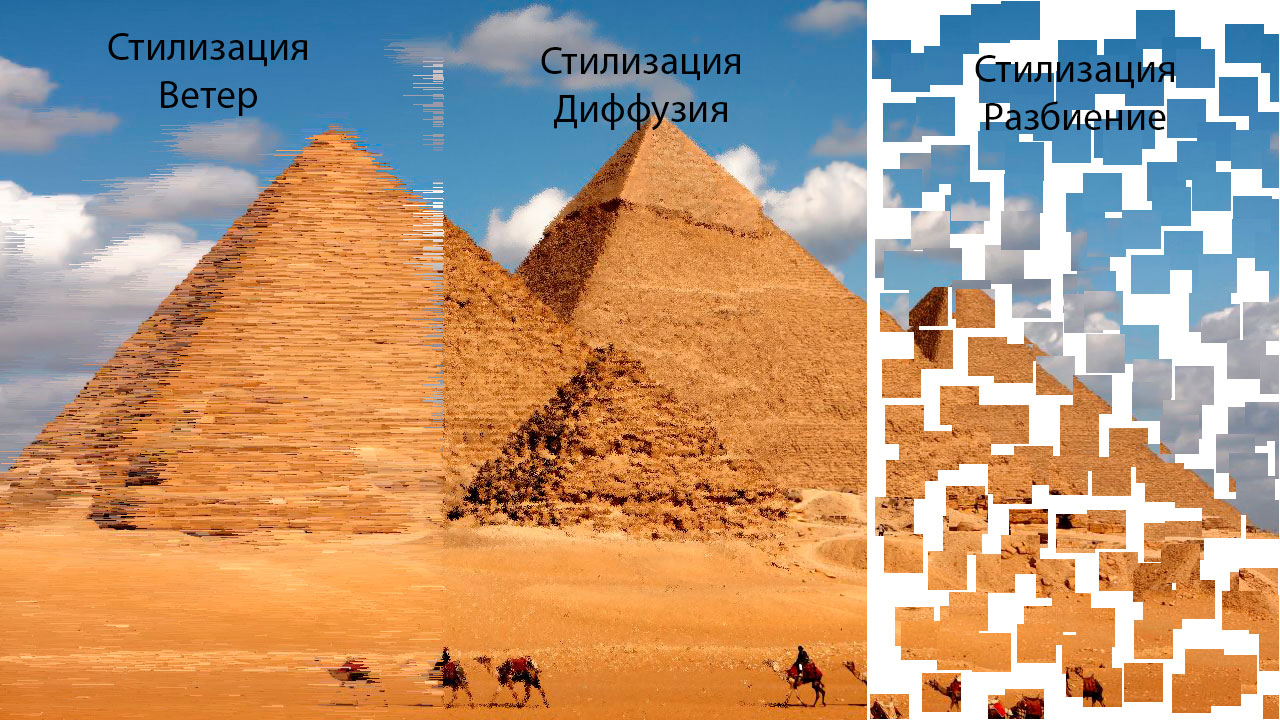 Стилизация
Ветер
Стилизация
Диффузия
Стилизация
Разбиение